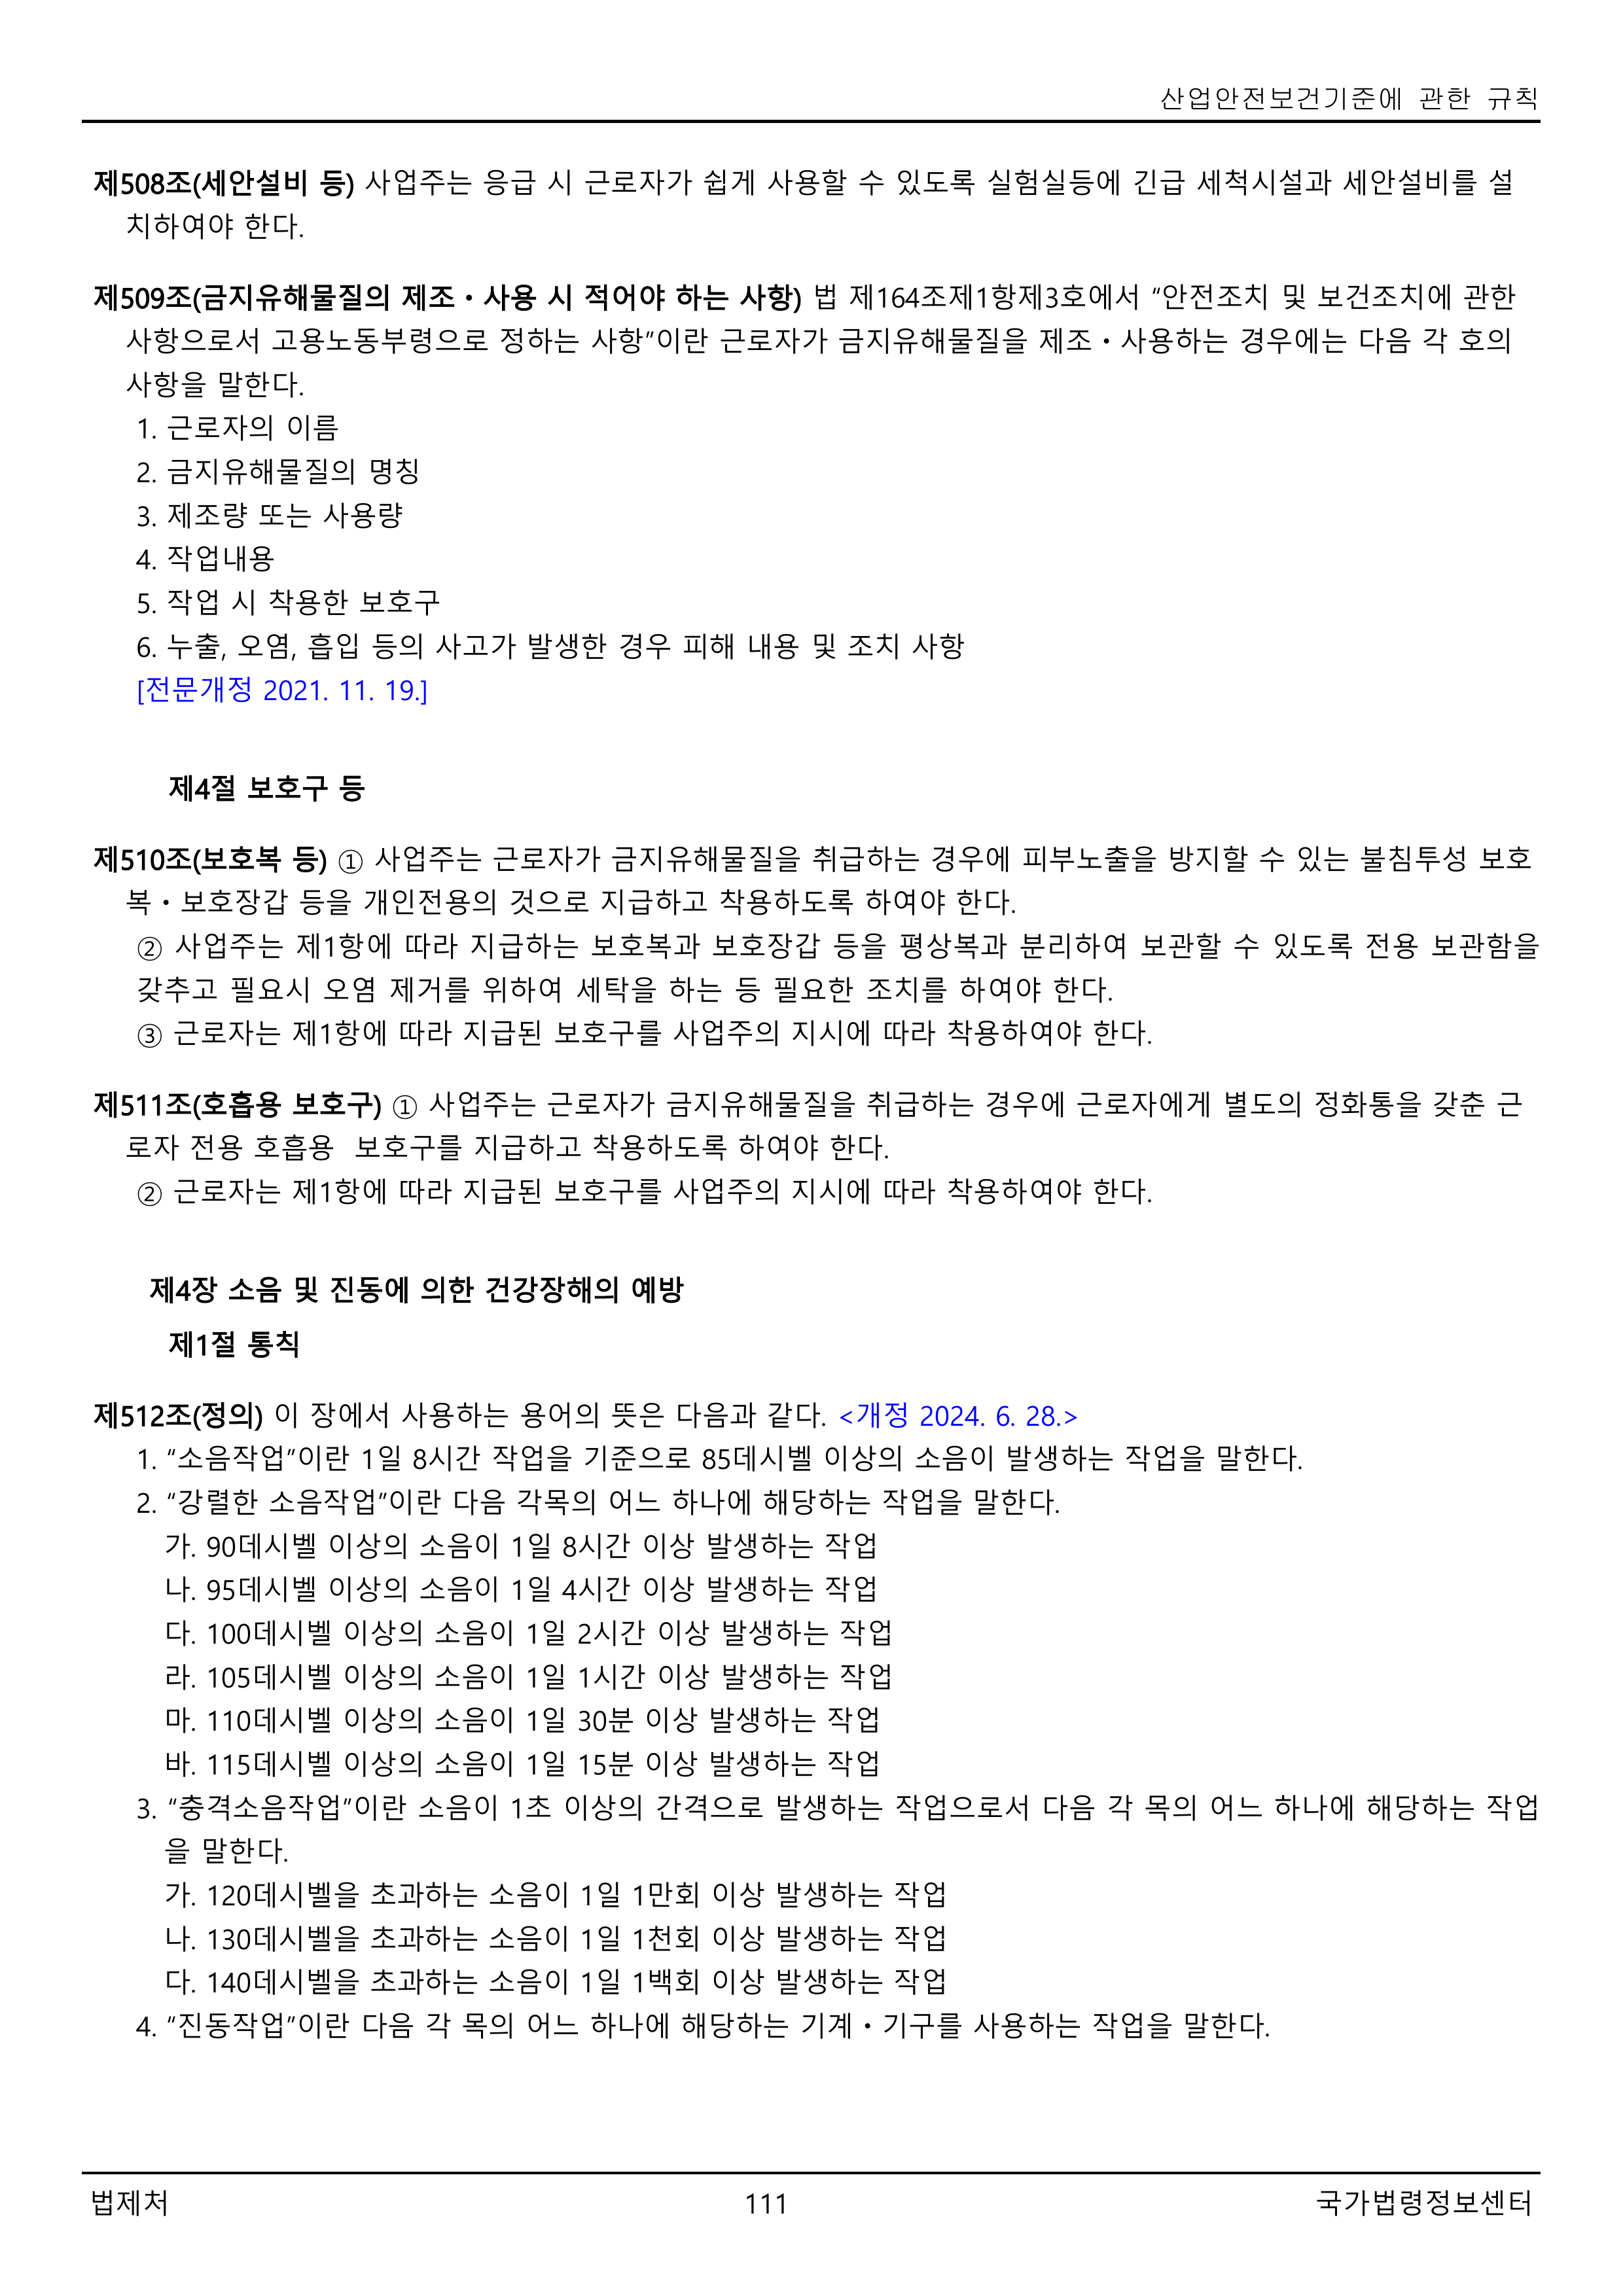 산업안전보건기준에 관한 규칙
제508조(세안설비 등) 사업주는 응급 시 근로자가 쉽게 사용할 수 있도록 실험실등에 긴급 세척시설과 세안설비를 설
치하여야 한다.
제509조(금지유해물질의 제조ㆍ사용 시 적어야 하는 사항) 법 제164조제1항제3호에서 “안전조치 및 보건조치에 관한
사항으로서 고용노동부령으로 정하는 사항”이란 근로자가 금지유해물질을 제조ㆍ사용하는 경우에는 다음 각 호의
사항을 말한다.
1. 근로자의 이름
2. 금지유해물질의 명칭
3. 제조량 또는 사용량
4. 작업내용
5. 작업 시 착용한 보호구
6. 누출, 오염, 흡입 등의 사고가 발생한 경우 피해 내용 및 조치 사항
[전문개정 2021. 11. 19.]
제4절 보호구 등
제510조(보호복 등) ① 사업주는 근로자가 금지유해물질을 취급하는 경우에 피부노출을 방지할 수 있는 불침투성 보호
복ㆍ보호장갑 등을 개인전용의 것으로 지급하고 착용하도록 하여야 한다.
② 사업주는 제1항에 따라 지급하는 보호복과 보호장갑 등을 평상복과 분리하여 보관할 수 있도록 전용 보관함을
갖추고 필요시 오염 제거를 위하여 세탁을 하는 등 필요한 조치를 하여야 한다.
③ 근로자는 제1항에 따라 지급된 보호구를 사업주의 지시에 따라 착용하여야 한다.
제511조(호흡용 보호구) ① 사업주는 근로자가 금지유해물질을 취급하는 경우에 근로자에게 별도의 정화통을 갖춘 근
로자 전용 호흡용  보호구를 지급하고 착용하도록 하여야 한다.
② 근로자는 제1항에 따라 지급된 보호구를 사업주의 지시에 따라 착용하여야 한다.
제4장 소음 및 진동에 의한 건강장해의 예방
제1절 통칙
제512조(정의) 이 장에서 사용하는 용어의 뜻은 다음과 같다. <개정 2024. 6. 28.>
1. “소음작업”이란 1일 8시간 작업을 기준으로 85데시벨 이상의 소음이 발생하는 작업을 말한다.
2. “강렬한 소음작업”이란 다음 각목의 어느 하나에 해당하는 작업을 말한다.
가. 90데시벨 이상의 소음이 1일 8시간 이상 발생하는 작업
나. 95데시벨 이상의 소음이 1일 4시간 이상 발생하는 작업
다. 100데시벨 이상의 소음이 1일 2시간 이상 발생하는 작업
라. 105데시벨 이상의 소음이 1일 1시간 이상 발생하는 작업
마. 110데시벨 이상의 소음이 1일 30분 이상 발생하는 작업
바. 115데시벨 이상의 소음이 1일 15분 이상 발생하는 작업
3. “충격소음작업”이란 소음이 1초 이상의 간격으로 발생하는 작업으로서 다음 각 목의 어느 하나에 해당하는 작업
을 말한다.
가. 120데시벨을 초과하는 소음이 1일 1만회 이상 발생하는 작업
나. 130데시벨을 초과하는 소음이 1일 1천회 이상 발생하는 작업
다. 140데시벨을 초과하는 소음이 1일 1백회 이상 발생하는 작업
4. “진동작업”이란 다음 각 목의 어느 하나에 해당하는 기계ㆍ기구를 사용하는 작업을 말한다.
법제처
111
국가법령정보센터